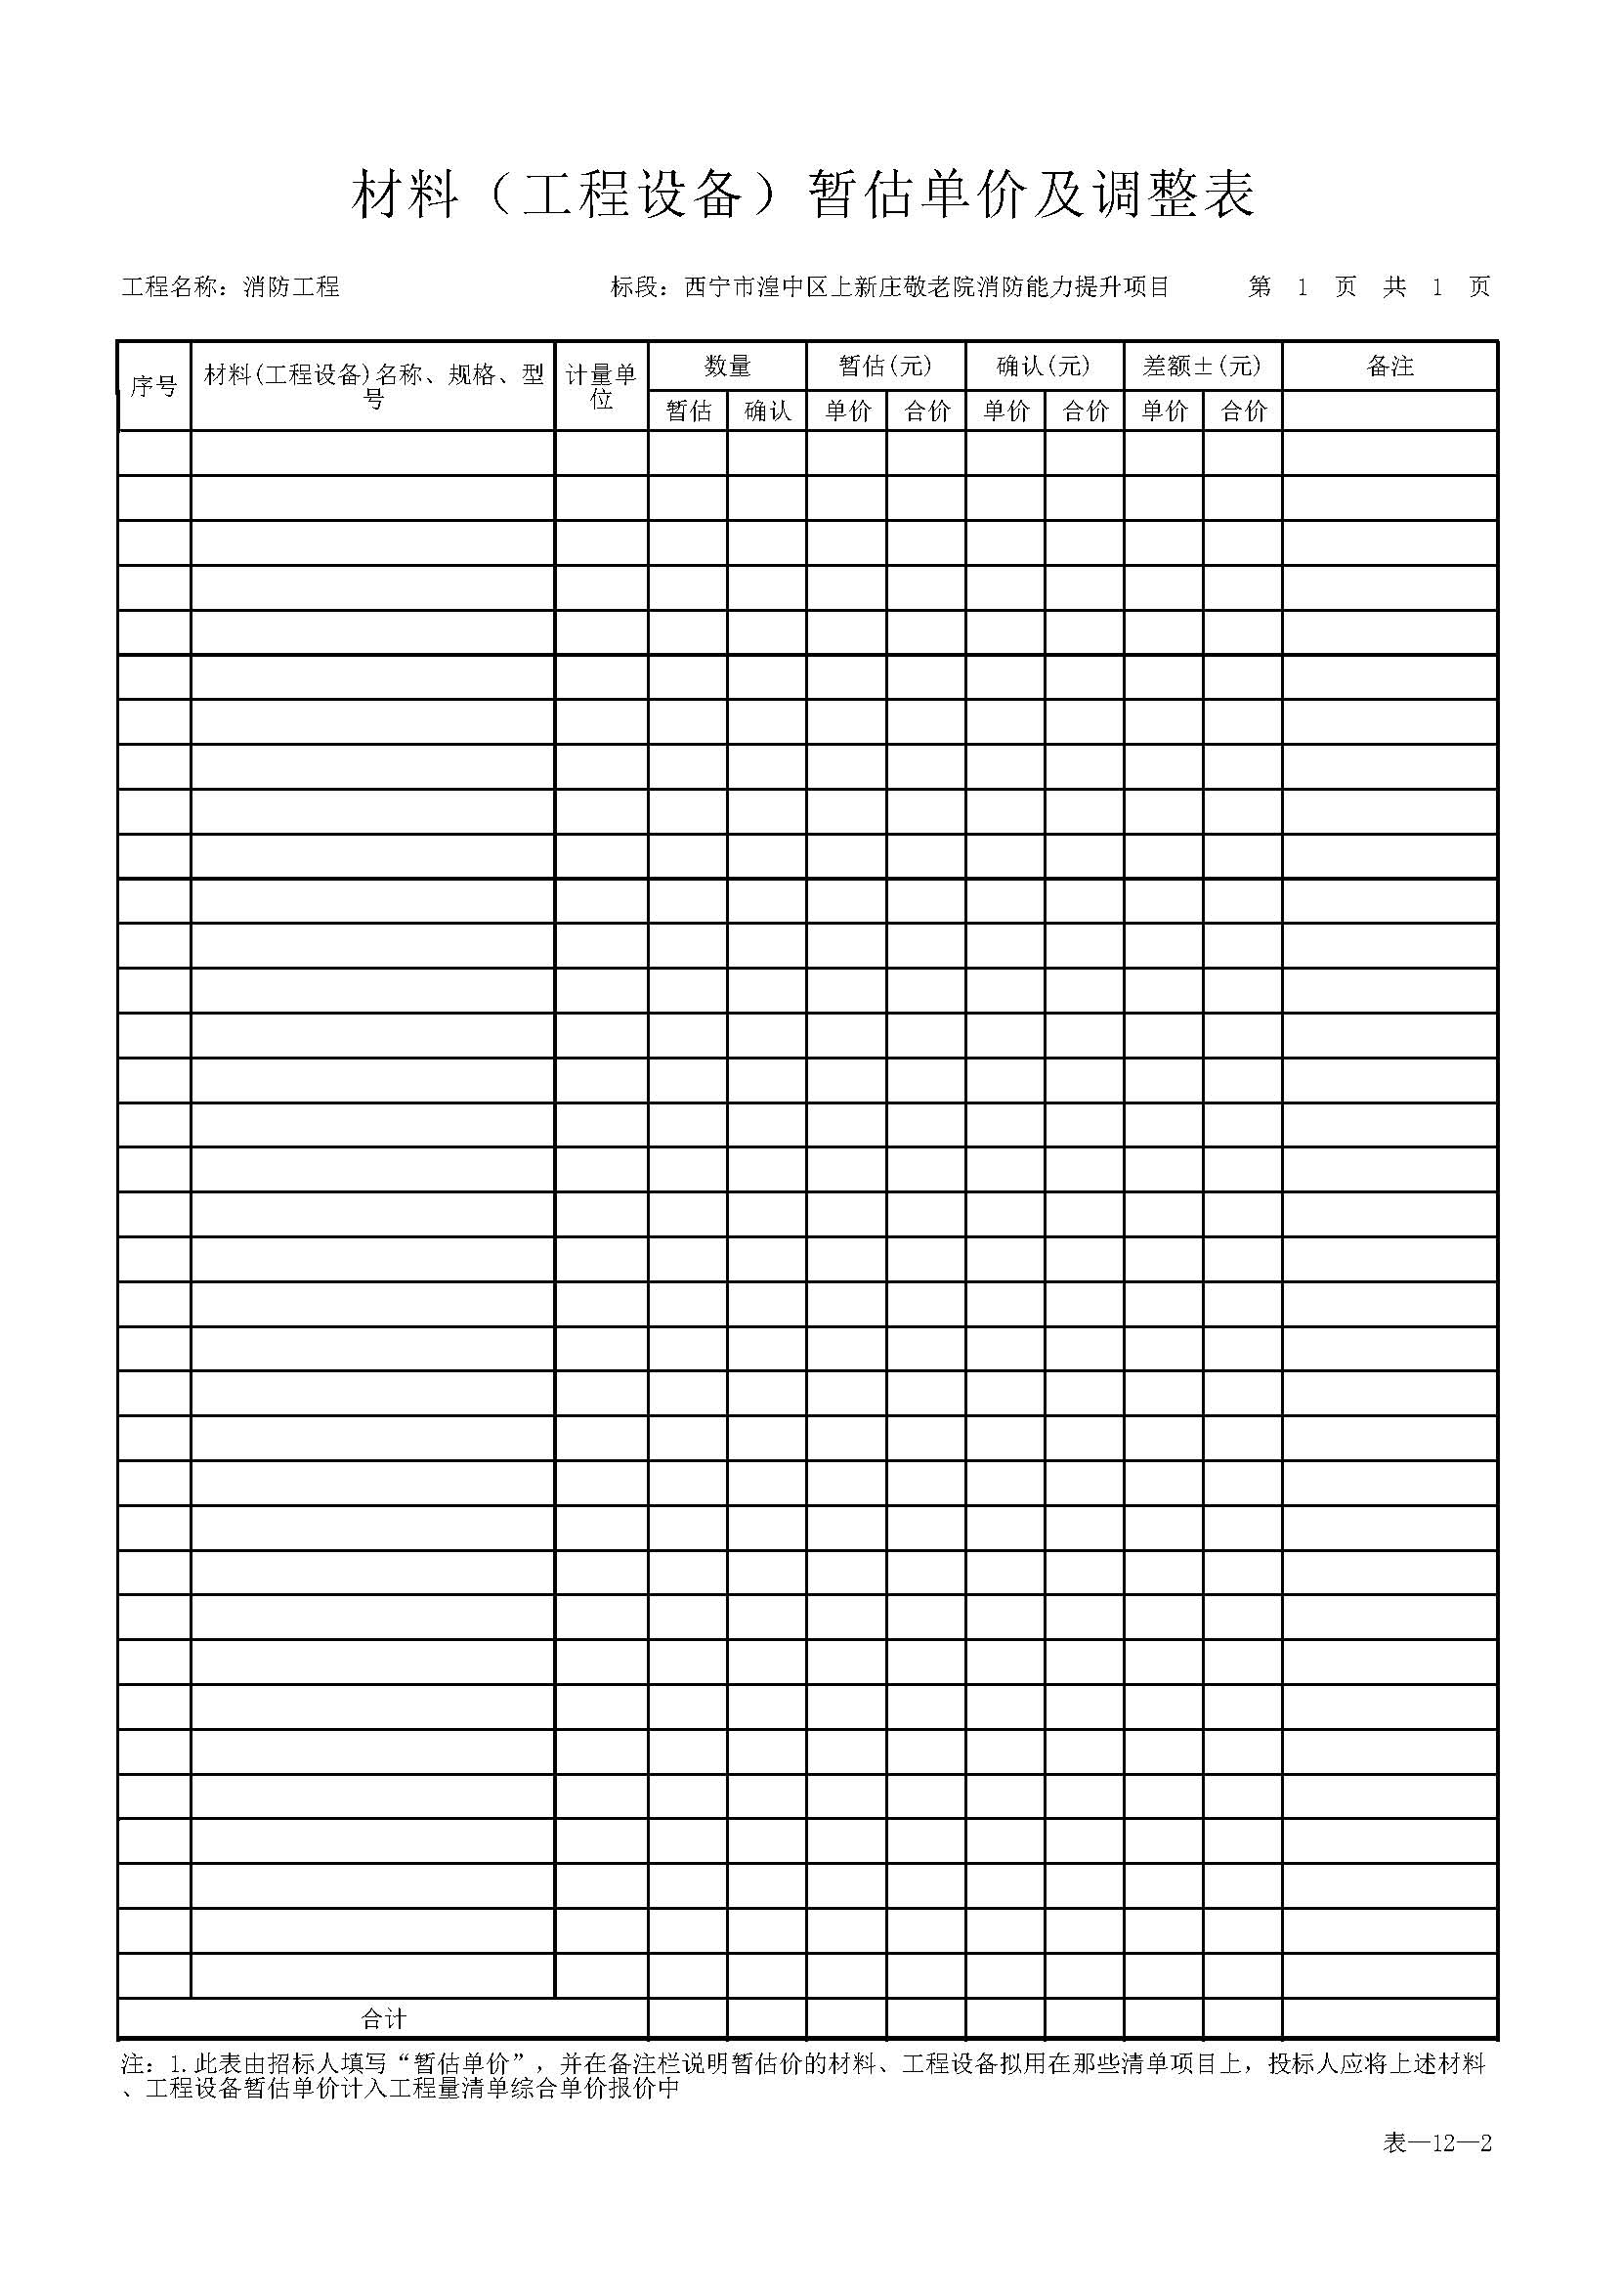 材料（工程设备）暂估单价及调整表
工程名称：消防工程 标段：西宁市湟中区上新庄敬老院消防能力提升项目 第 1 页 共 1 页
序号 材料(工程设备)名称、规格、型号 计量单位 数量 暂估(元) 确认(元) 差额±(元) 备注
暂估 确认 单价 合价 单价 合价 单价 合价
合计
注：1.此表由招标人填写“暂估单价”，并在备注栏说明暂估价的材料、工程设备拟用在那些清单项目上，投标人应将上述材料
、工程设备暂估单价计入工程量清单综合单价报价中
表—12—2